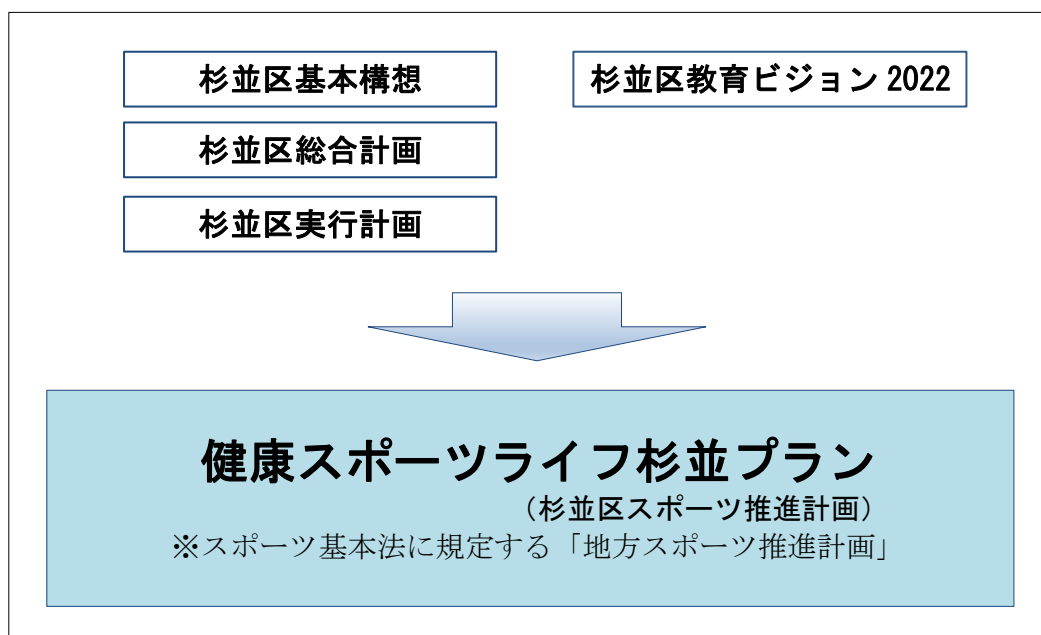 杉並区基本構想
杉並区教育ビジョン 2022
杉並区総合計画
杉並区実行計画
健康スポーツライフ杉並プラン
（杉並区スポーツ推進計画）
※スポーツ基本法に規定する「地方スポーツ推進計画」